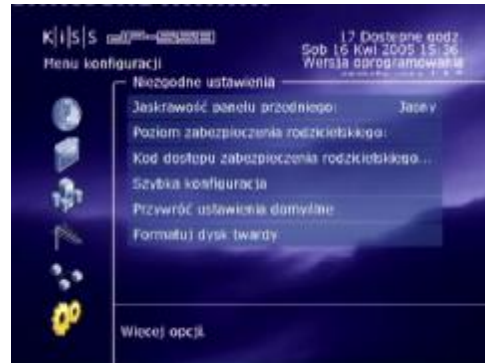 KiSS
17 Dostępne godz.
Sob 16 Kwi 2005 15:36
Menu konfiguracji
Wersja oprogramowania
Niezgodne ustawienia
Jaskrawość panelu przedniego: Jasny
Poziom zabezpieczenia rodzicielskiego:
Kod dostępu zabezpieczenia rodzicielskiego...
Szybka konfiguracja
Przywróć ustawienia domyślne
Formatuj dysk twardy
Więcej opcji.